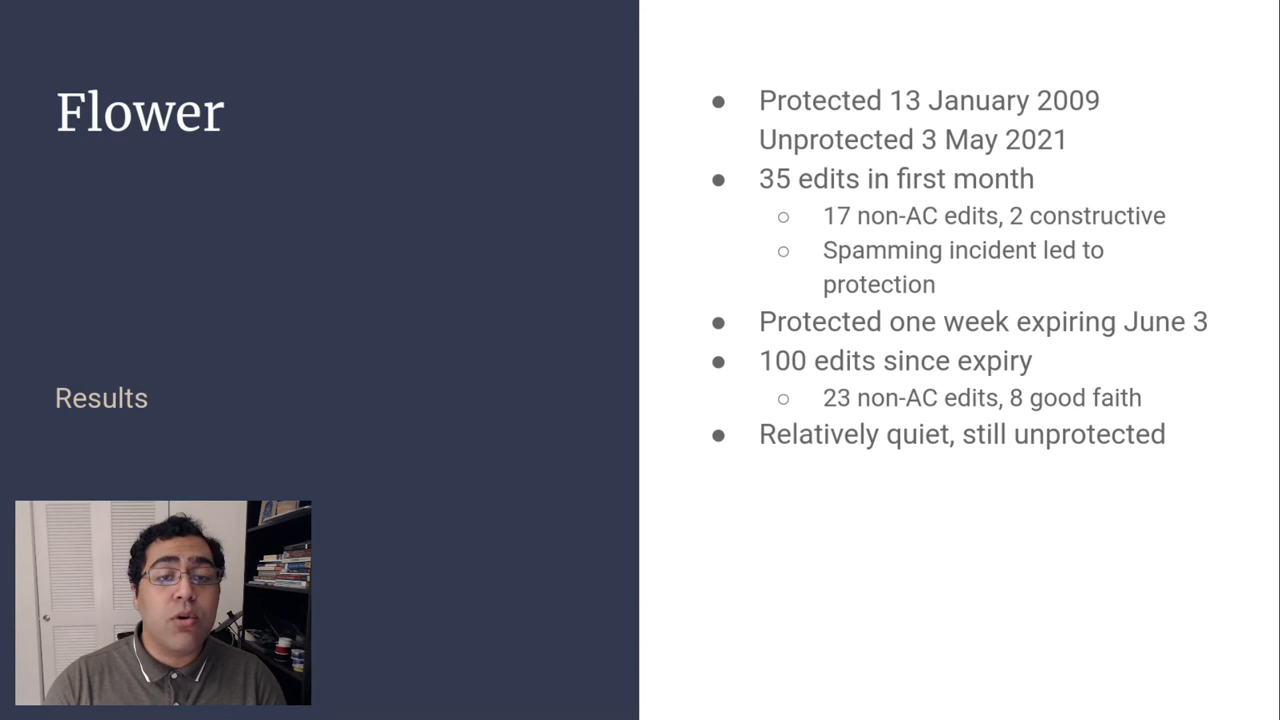 Flower
Results
● Protected 13 January 2009
Unprotected 3 May 2021
● 35 edits in first month
○ 17 non-AC edits, 2 constructive
○ Spamming incident led to
protection
● Protected one week expiring June 3
● 100 edits since expiry
○ 23 non-AC edits, 8 good faith
● Relatively quiet, still unprotected